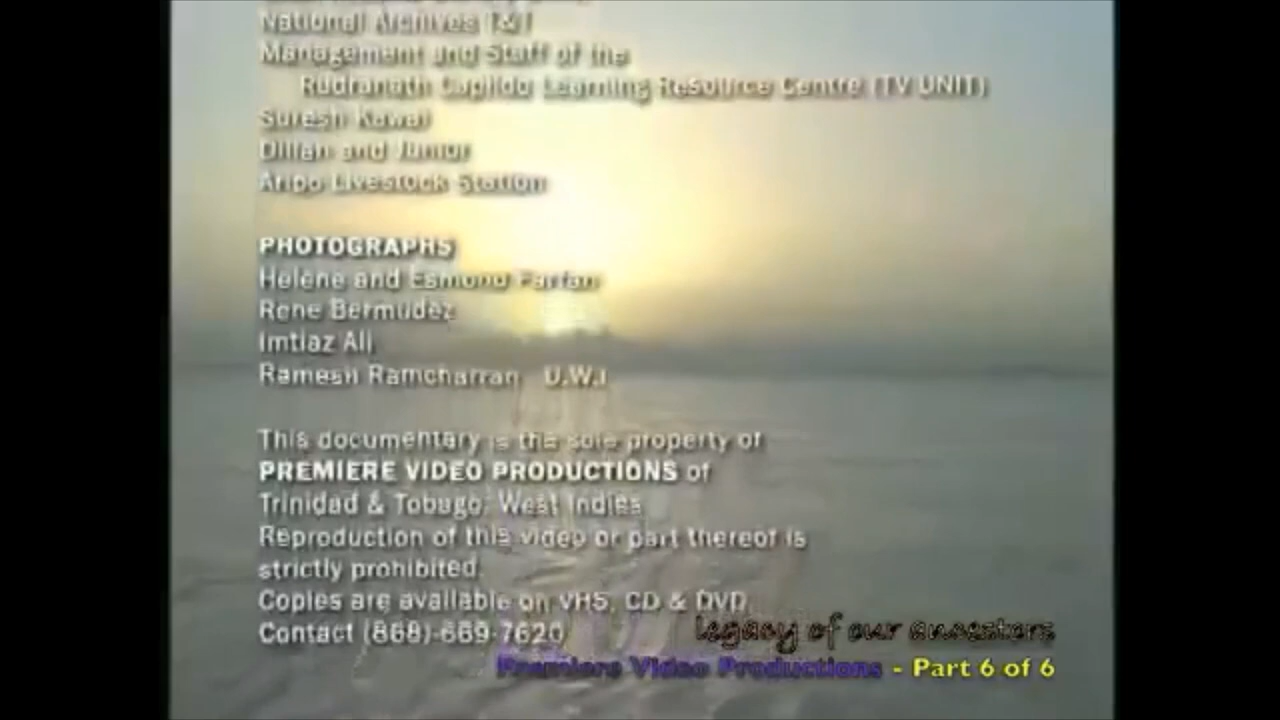 National Archives T&T
Management and Staff of the
Rudranath Capildo Learning Resource Centre (TV UNIT)
Suresh Kawal
Dillan and Junior
Aripo Livestock Station
PHOTOGRAPHS
Helene and Esmond Farfan
Rene Bermudez
Imtiaz Ali
Ramesh Ramcharran U.W.I
This documentary is the sole property of
PREMIERE VIDEO PRODUCTIONS of
Trinidad & Tobago, West Indies
Reproduction of this video or part thereof is
strictly prohibited.
Copies are available on VHS, CD & DVD
Contact (868)-669-7620
legacy of our ancestors
Premiere Video Productions - Part 6 of 6